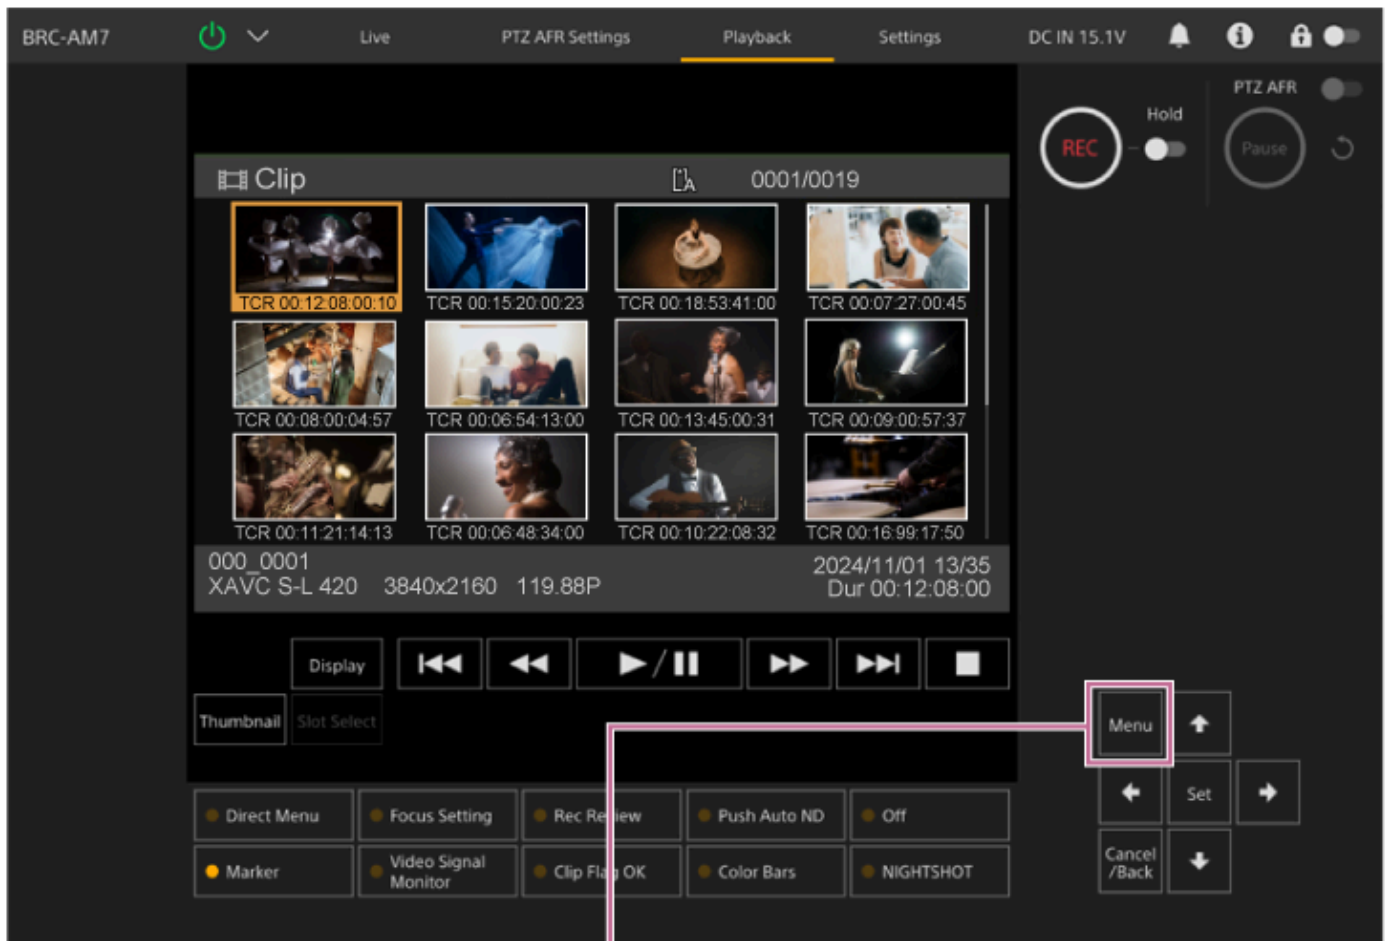 BRC-AM7 Live PTZ AFR Settings Playback Settings DC IN 15.1V
PTZ AFR
Hold
REC Pause
Clip A 0001/0019
TCR 00:12:08:00:10 TCR 00:15:20:00:23 TCR 00:18:53:41:00 TCR 00:07:27:00:45
TCR 00:08:00:04:57 TCR 00:06:54:13:00 TCR 00:13:45:00:31 TCR 00:09:00:57:37
TCR 00:11:21:14:13 TCR 00:06:48:34:00 TCR 00:10:22:08:32 TCR 00:16:99:17:50
000_0001 2024/11/01 13/35
XAVC S-L 420 3840x2160 119.88P Dur 00:12:08:00
Display
Thumbnail Slot Select
Menu
Set
Cancel
/Back
Direct Menu Focus Setting Rec Review Push Auto ND Off
Marker Video Signal
Monitor Clip Flag OK Color Bars NIGHTSHOT